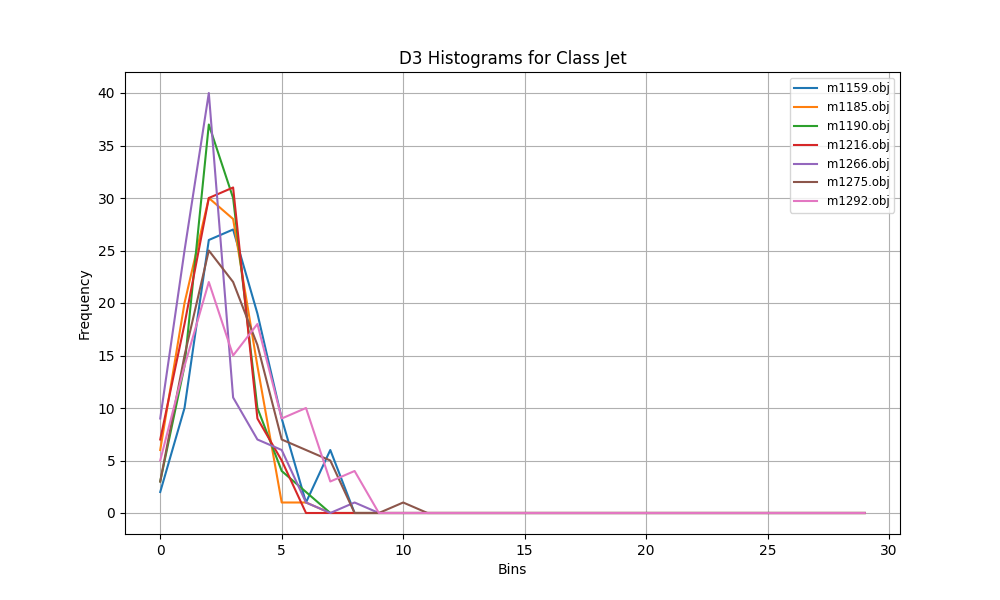 D3 Histograms for Class Jet
m1159.obj
m1185.obj
m1190.obj
m1216.obj
m1266.obj
m1275.obj
m1292.obj
Frequency
40
35
30
25
20
15
10
5
0
0 5 10 15 20 25 30
Bins